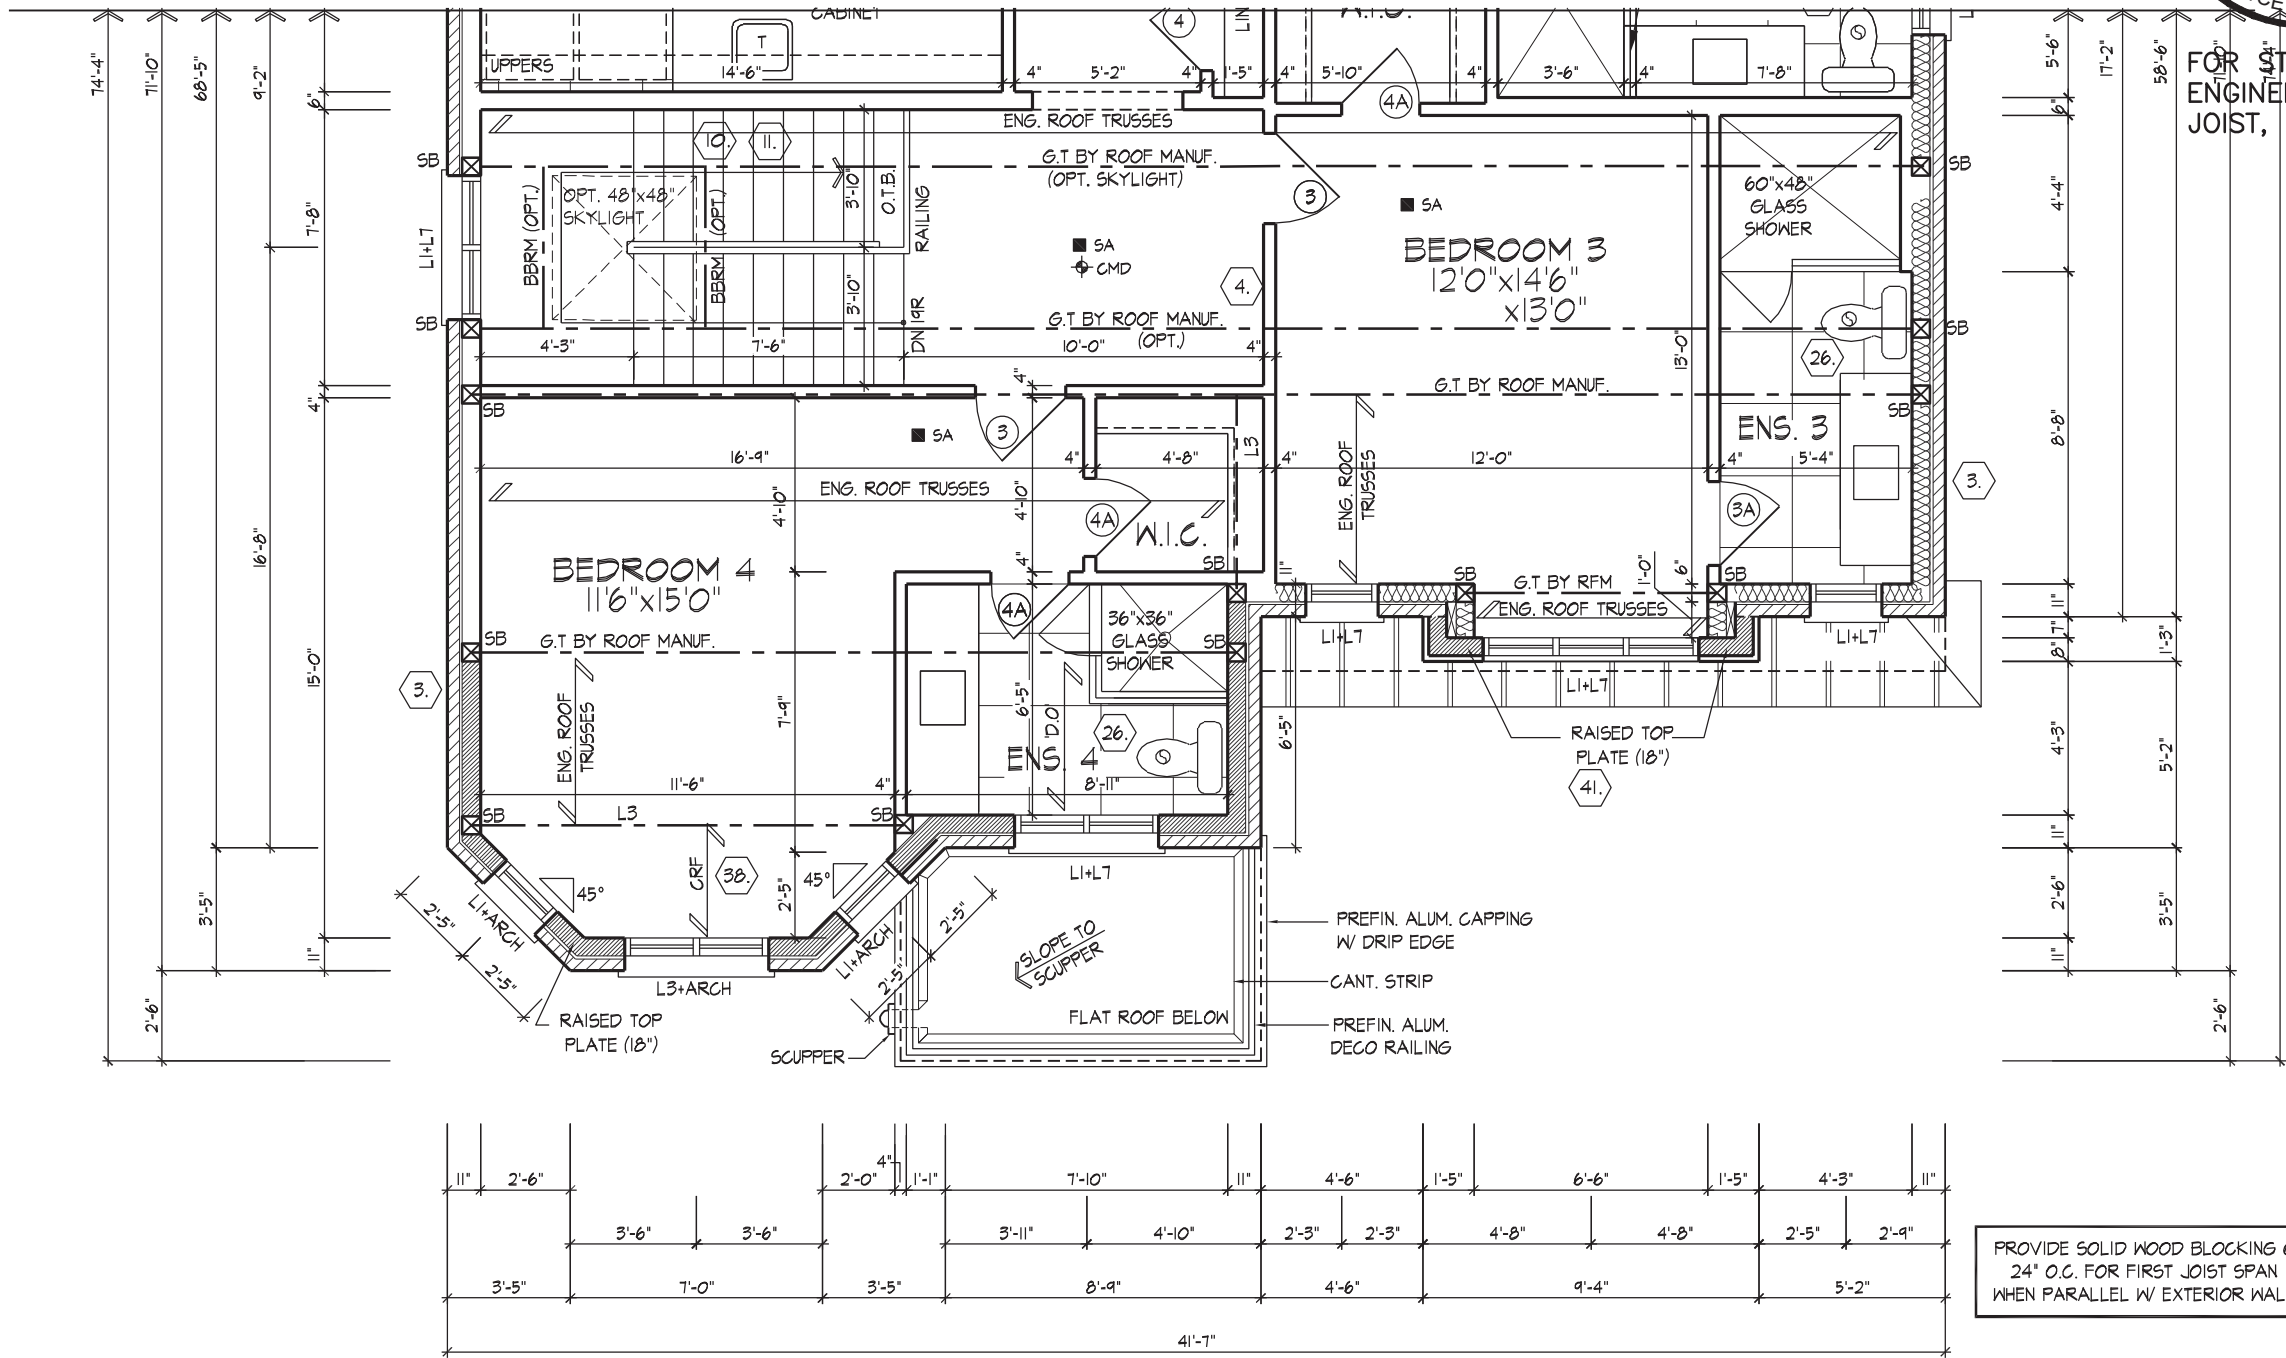 CABINET
UPPERS
T
4
LIN
W.I.C.
14'-6"
4"
5'-2"
4"
1'-5"
4"
5'-10"
4"
3'-6"
4"
7'-8"
4A
FOR ST
ENGINE
JOIST,
74'-4"
71'-10"
68'-5"
9'-2"
6"
5'-6"
17'-2"
58'-6"
6"
ENG. ROOF TRUSSES
10.
11.
SB
G.T BY ROOF MANUF.
(OPT. SKYLIGHT)
SB
OPT. 48"x48"
SKYLIGHT
BBRM (OPT.)
BBRM (OPT.)
3'-10"
O.T.B.
RAILING
3
SA
60"x48"
GLASS
SHOWER
4'-4"
7'-8"
L1+L7
SA
CMD
4.
BEDROOM 3
12'0"x14'6"
x13'0"
3'-10"
DN 19R
SB
G.T BY ROOF MANUF.
(OPT.)
SB
4'-3"
7'-6"
10'-0"
4"
13'-0"
26.
4"
4"
G.T BY ROOF MANUF.
SB
SB
SA
3
L3
ENS. 3
8'-8"
16'-9"
4"
4'-8"
4"
12'-0"
4"
5'-4"
3.
ENG. ROOF TRUSSES
4'-10"
4'-10"
ENG. ROOF
TRUSSES
4A
W.I.C.
3A
16'-8"
BEDROOM 4
11'6"x15'0"
4"
SB
11"
SB
G.T BY RFM
1'-0"
6"
SB
ENG. ROOF TRUSSES
4A
36"x36"
GLASS
SHOWER
11"
SB
G.T BY ROOF MANUF.
SB
L1+L7
L1+L7
7"
8"
1'-3"
3.
15'-0"
ENG. ROOF
TRUSSES
7'-9"
6'-5"
'D.O'
L1+L7
26.
ENS. 4
6'-5"
RAISED TOP
PLATE (18")
41.
4'-3"
5'-2"
11'-6"
4"
8'-11"
SB
L3
SB
11"
CRF
38.
45°
45°
L1+L7
2'-5"
3'-5"
2'-5"
L1+ARCH
2'-5"
2'-5"
L1+ARCH
2'-5"
2'-6"
3'-5"
11"
11"
L3+ARCH
SLOPE TO
SCUPPER
PREFIN. ALUM. CAPPING
W/ DRIP EDGE
CANT. STRIP
FLAT ROOF BELOW
PREFIN. ALUM.
DECO RAILING
RAISED TOP
PLATE (18")
SCUPPER
2'-6"
2'-6"
11"
2'-6"
2'-0"
4"
1'-1"
7'-10"
11"
4'-6"
1'-5"
6'-6"
1'-5"
4'-3"
11"
3'-6"
3'-6"
3'-11"
4'-10"
2'-3"
2'-3"
4'-8"
4'-8"
2'-5"
2'-9"
3'-5"
7'-0"
3'-5"
8'-9"
4'-6"
9'-4"
5'-2"
41'-7"
PROVIDE SOLID WOOD BLOCKING
24" O.C. FOR FIRST JOIST SPAN
WHEN PARALLEL W/ EXTERIOR WAL